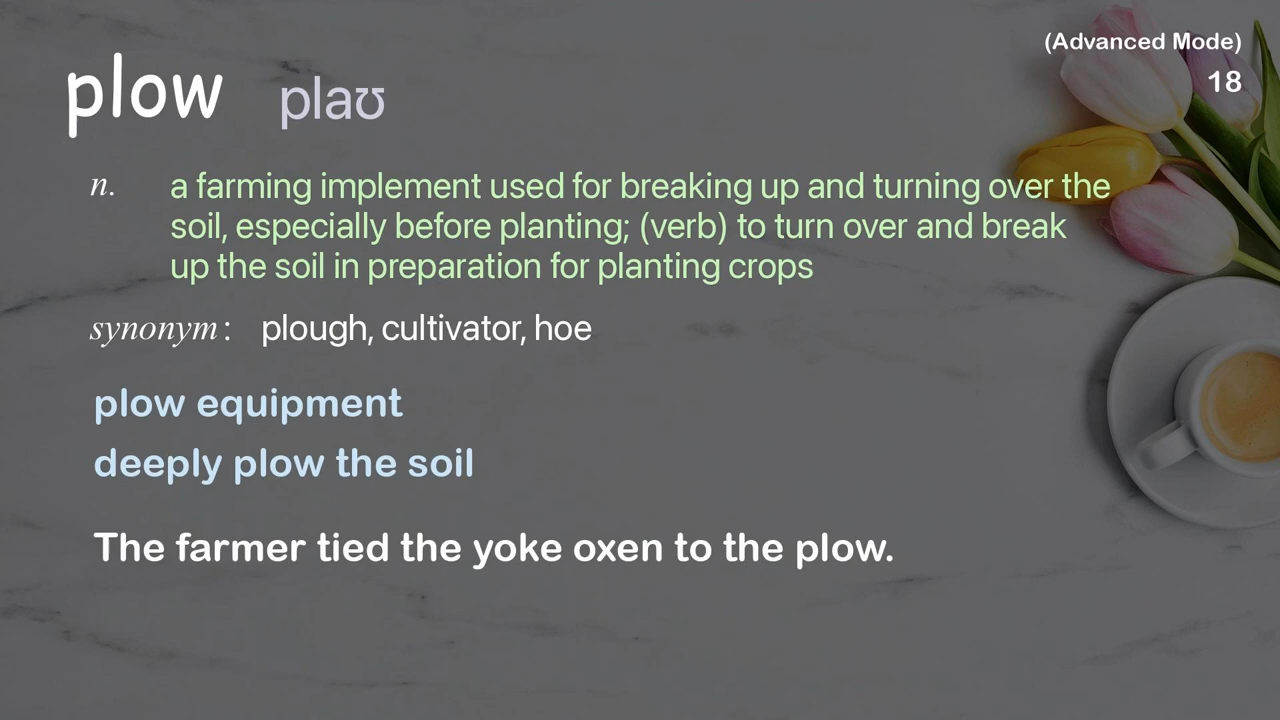 (Advanced Mode)
18
plow plaʊ
n. a farming implement used for breaking up and turning over the
soil, especially before planting; (verb) to turn over and break
up the soil in preparation for planting crops
synonym: plough, cultivator, hoe
plow equipment
deeply plow the soil
The farmer tied the yoke oxen to the plow.